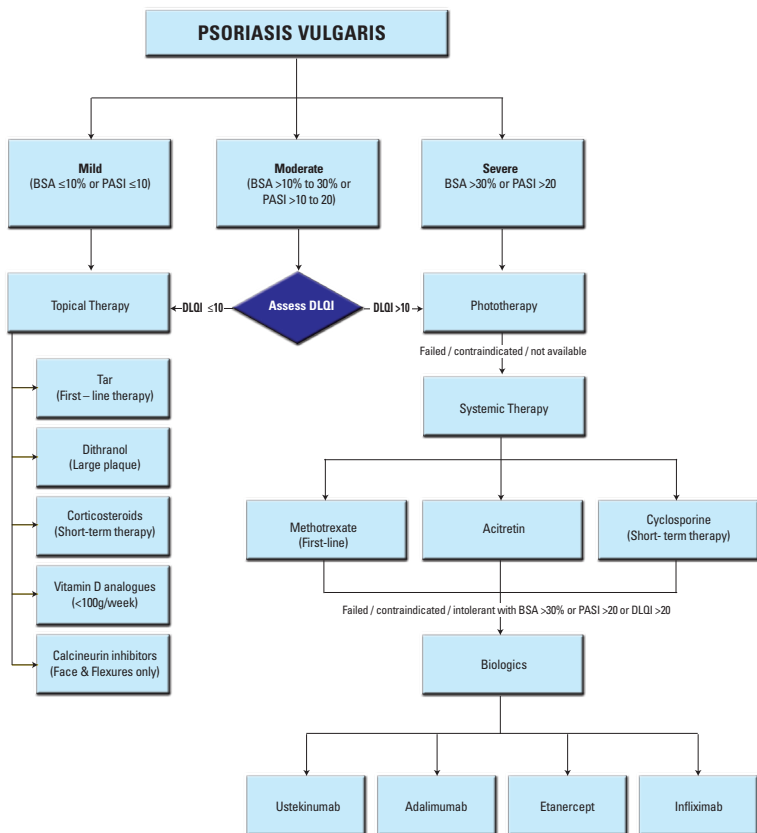 PSORIASIS VULGARIS
Mild
(BSA ≤10% or PASI ≤10)
Moderate
(BSA >10% to 30% or
PASI >10 to 20)
Severe
BSA >30% or PASI >20
Topical Therapy
DLQI ≤10
Assess DLQI
DLQI >10
Phototherapy
Failed / contraindicated / not available
Tar
(First – line therapy)
Systemic Therapy
Dithranol
(Large plaque)
Corticosteroids
(Short-term therapy)
Methotrexate
(First-line)
Acitretin
Cyclosporine
(Short- term therapy)
Vitamin D analogues
(<100g/week)
Failed / contraindicated / intolerant with BSA >30% or PASI >20 or DLQI >20
Calcineurin inhibitors
(Face & Flexures only)
Biologics
Ustekinumab
Adalimumab
Etanercept
Infliximab